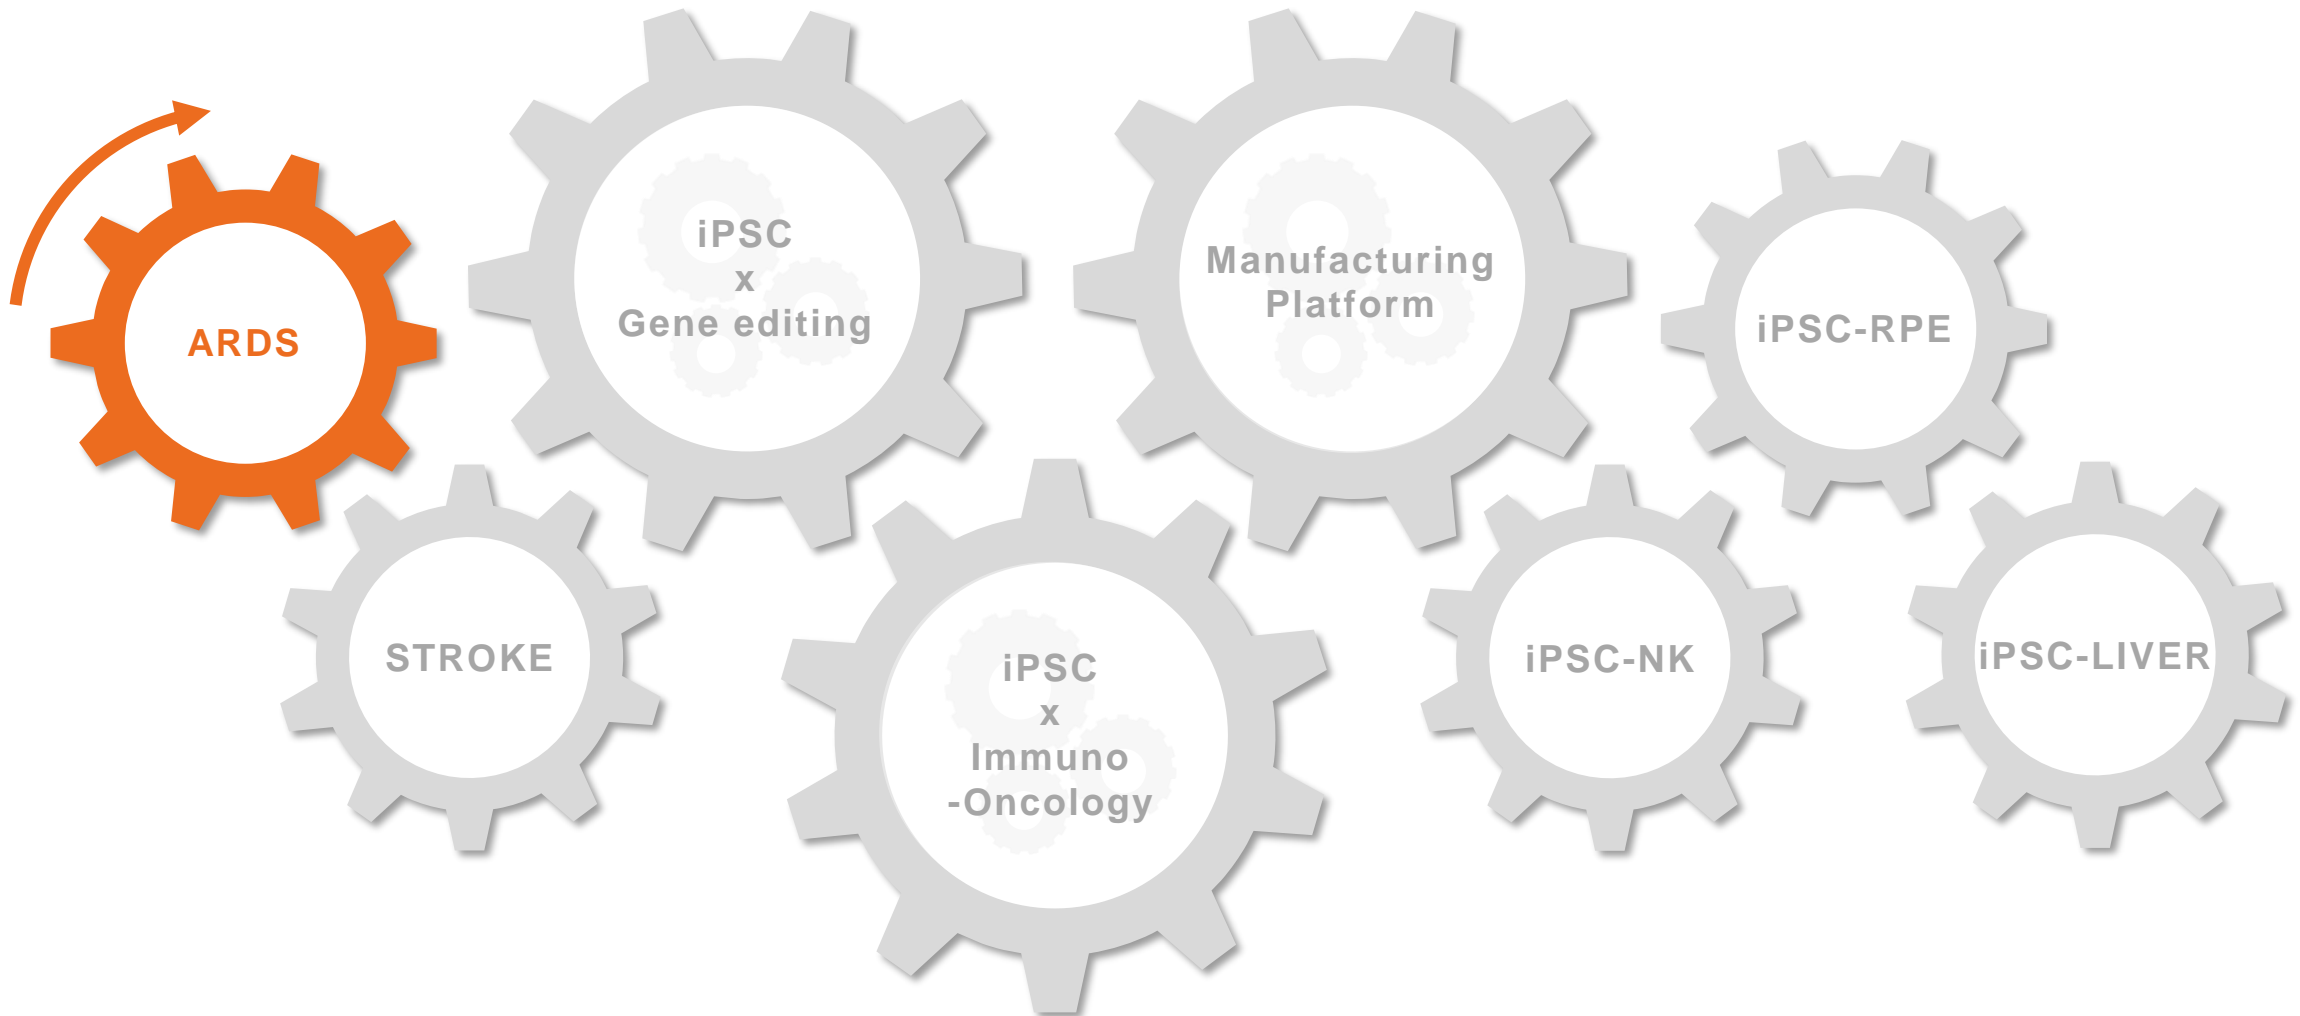 ARDS
iPSC
x
Gene editing
Manufacturing
Platform
iPSC-RPE
STROKE
iPSC
x
Immuno
-Oncology
iPSC-NK
iPSC-LIVER